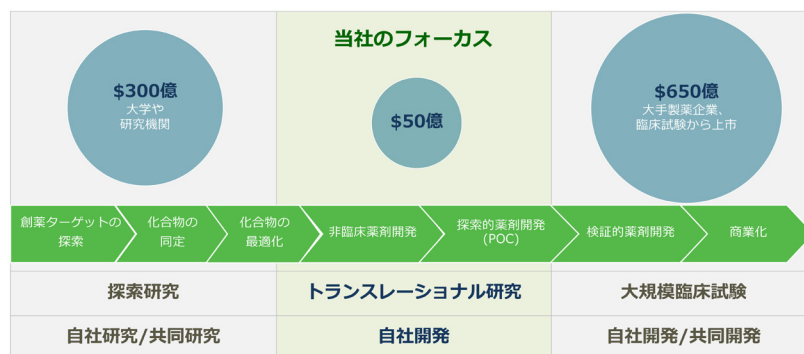 当社のフォーカス
$300億
大学や
研究機関
$50億
$650億
大手製薬企業、
臨床試験から上市
創薬ターゲットの
探索
化合物の
同定
化合物の
最適化
非臨床薬剤開発
探索的薬剤開発
(POC)
検証的薬剤開発
商業化
探索研究
トランスレーショナル研究
大規模臨床試験
自社研究/共同研究
自社開発
自社開発/共同開発